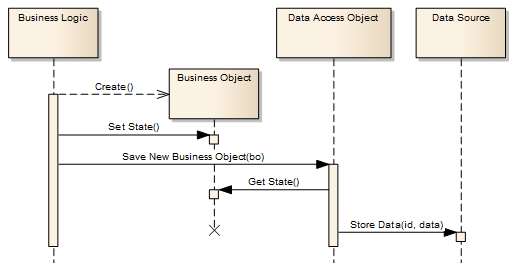 Business Logic
Data Access Object
Data Source
Business Object
Create()
Set State()
Save New Business Object(bo)
Get State()
Store Data(id, data)